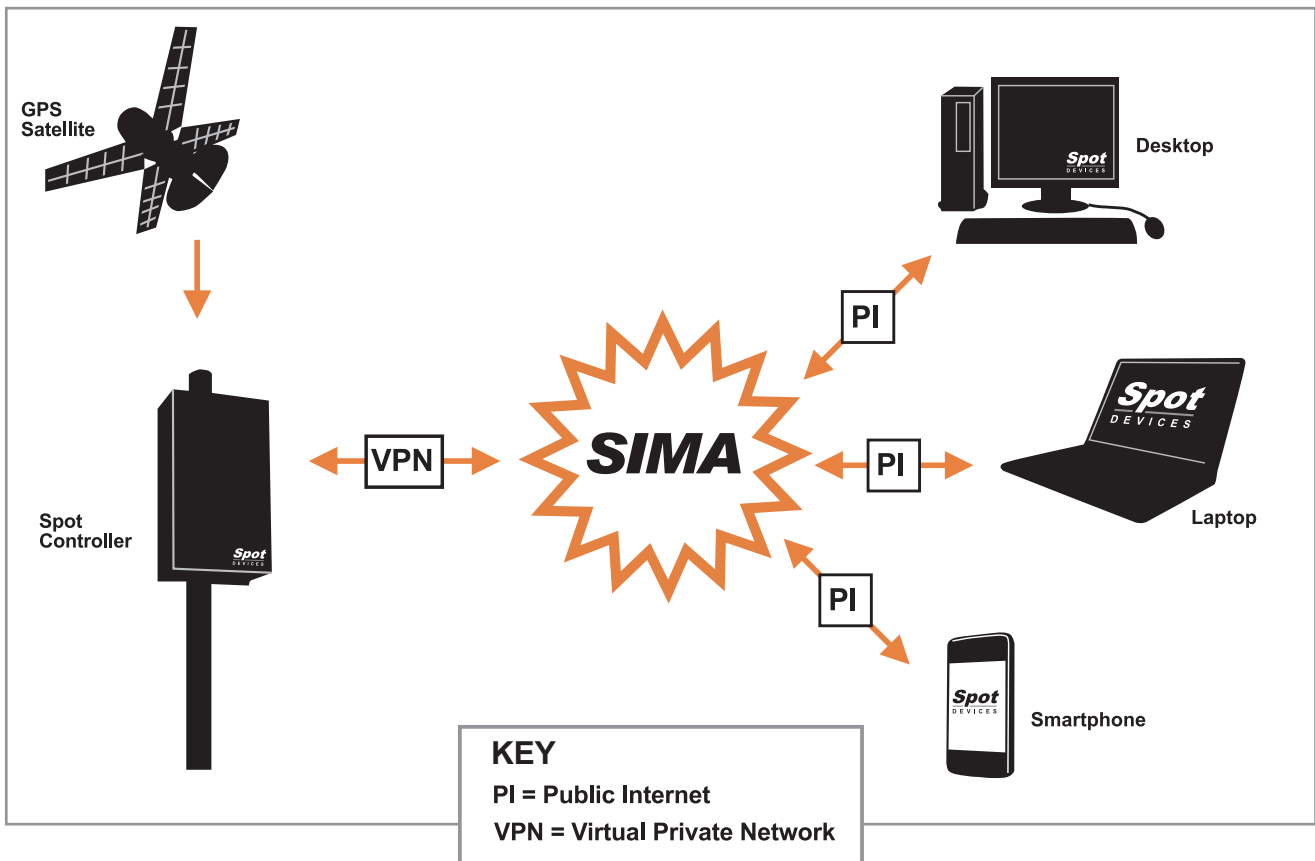 GPS
Satellite
Spot
DEVICES
Desktop
PI
Spot
DEVICES
VPN
SIMA
PI
Laptop
Spot
Controller
Spot
DEVICES
PI
Spot
DEVICES
Smartphone
KEY
PI = Public Internet
VPN = Virtual Private Network